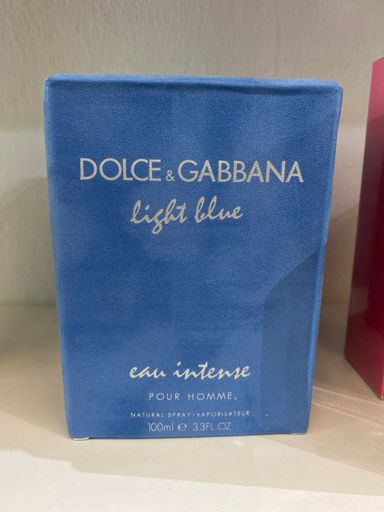 DOLCE & GABBANA
light blue
eau intense
POUR HOMME
NATURAL SPRAY-VAPORISATEUR
100ml ℮ 3.3FL.OZ